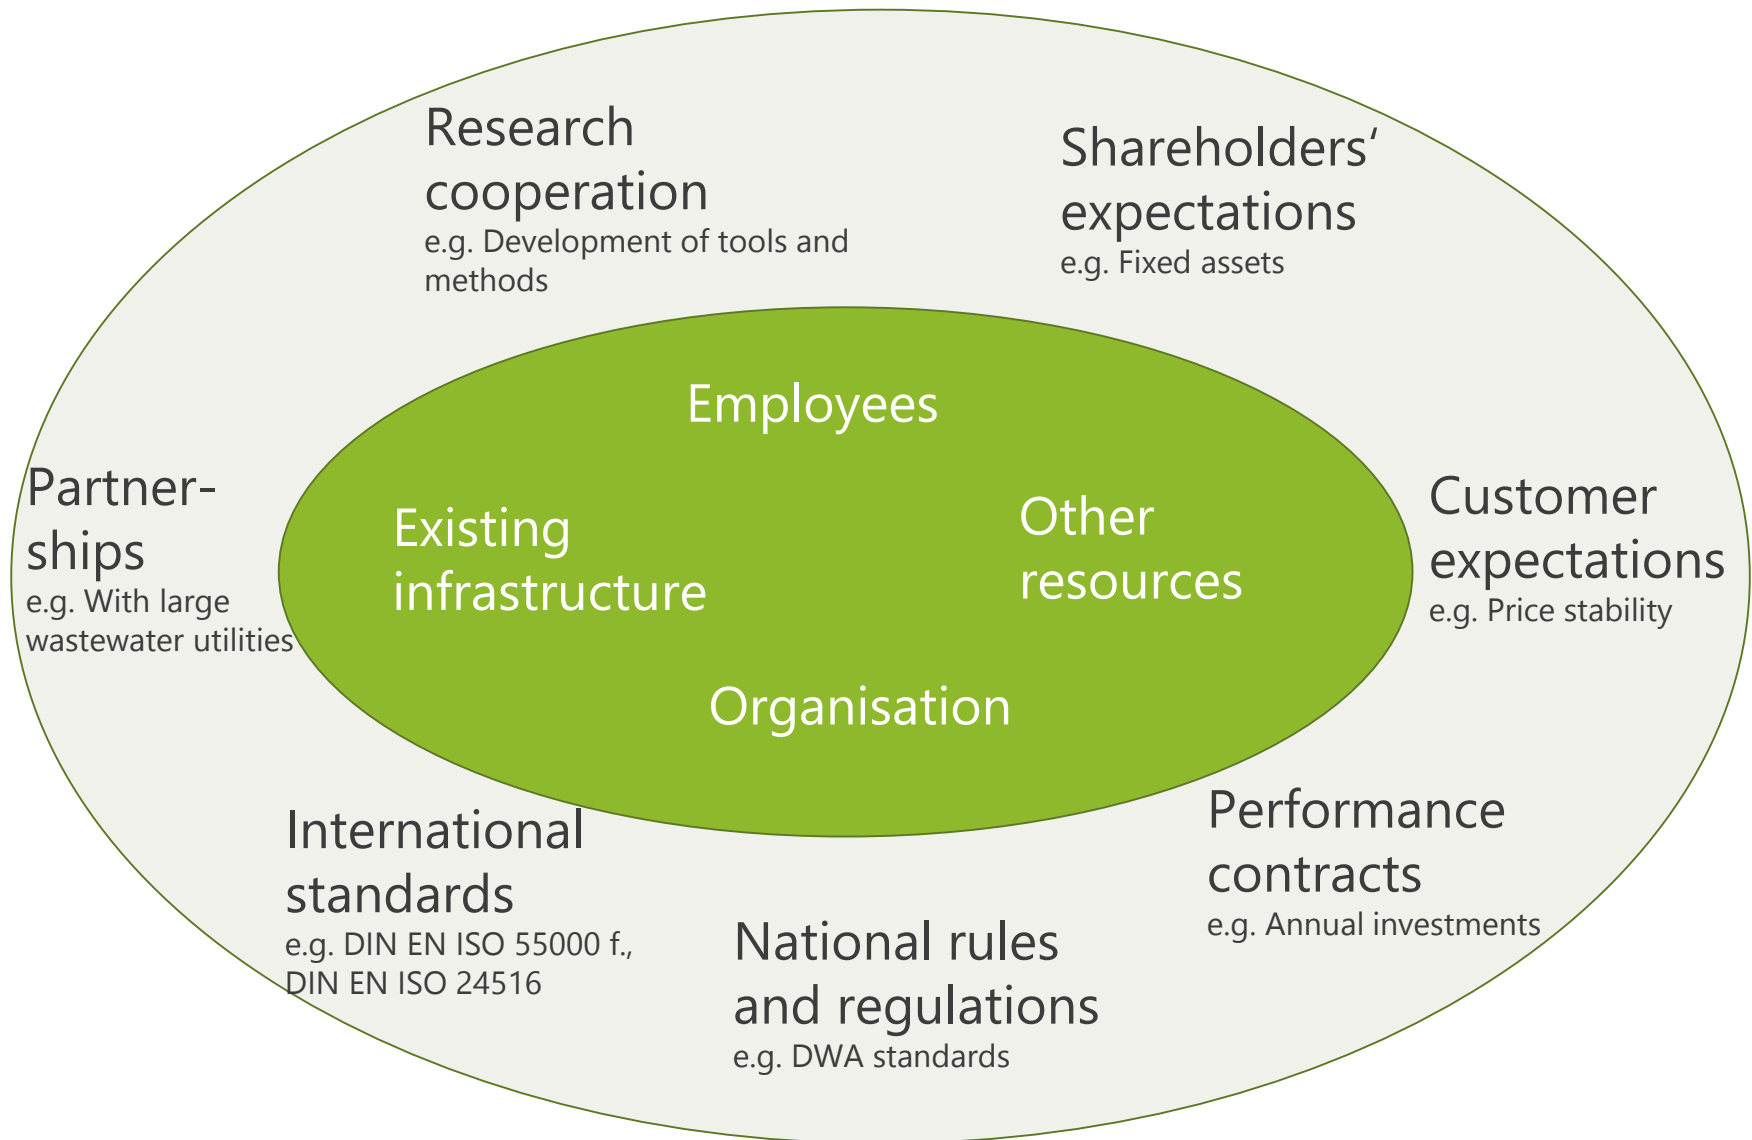 Research
cooperation
e.g. Development of tools and
methods
Shareholders‘
expectations
e.g. Fixed assets
Employees
Partner-
ships
e.g. With large
wastewater utilities
Existing
infrastructure
Other
resources
Customer
expectations
e.g. Price stability
Organisation
International
standards
e.g. DIN EN ISO 55000 f.,
DIN EN ISO 24516
National rules
and regulations
e.g. DWA standards
Performance
contracts
e.g. Annual investments